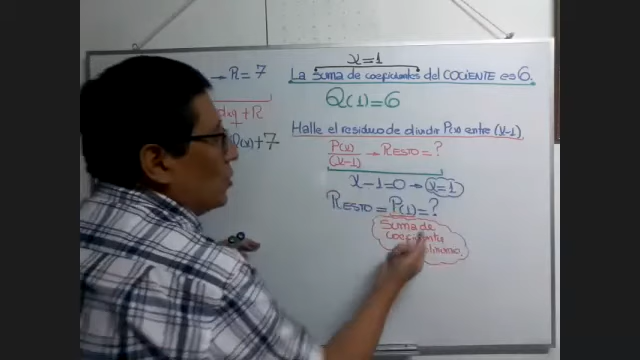 x=1
→R=7
La suma de coeficientes del COCIENTE es 6.
Q(1)=6
d×q+R
Q(x)+7
Halle el residuo de dividir P(x) entre (x-1)
P(x)
(x-1)
→RESTO=?
x-1=0→x=1
RESTO=P(1)=?
Suma de